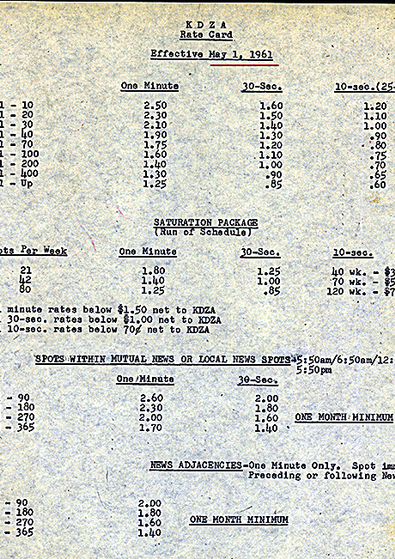 K D Z A
Rate Card
Effective May 1, 1961
One Minute 30-Sec. 10-sec.(25-
1 - 10 2.50 1.60 1.20
1 - 20 2.30 1.50 1.10
1 - 30 2.10 1.40 1.00
1 - 40 1.90 1.30 .90
1 - 70 1.75 1.20 .80
1 - 100 1.60 1.10 .75
1 - 200 1.40 1.00 .70
1 - 400 1.30 .90 .65
1 - Up 1.25 .85 .60
SATURATION PACKAGE
(Run of Schedule)
ots Per Week One Minute 30-Sec. 10-sec.
21 1.80 1.25 40 wk. - $3
42 1.40 1.00 70 wk. - $5
80 1.25 .85 120 wk. - $7
minute rates below $1.50 net to KDZA
30-sec. rates below $1.00 net to KDZA
10-sec. rates below 70¢ net to KDZA
SPOTS WITHIN MUTUAL NEWS OR LOCAL NEWS SPOTS-5:50am/6:50am/12:
5:50pm
One Minute 30-Sec.
- 90 2.60 2.00
- 180 2.30 1.80
- 270 2.00 1.60 ONE MONTH MINIMUM
- 365 1.70 1.40
NEWS ADJACENCIES-One Minute Only. Spot imm
Preceding or following New
- 90 2.00
- 180 1.80
- 270 1.60 ONE MONTH MINIMUM
- 365 1.40